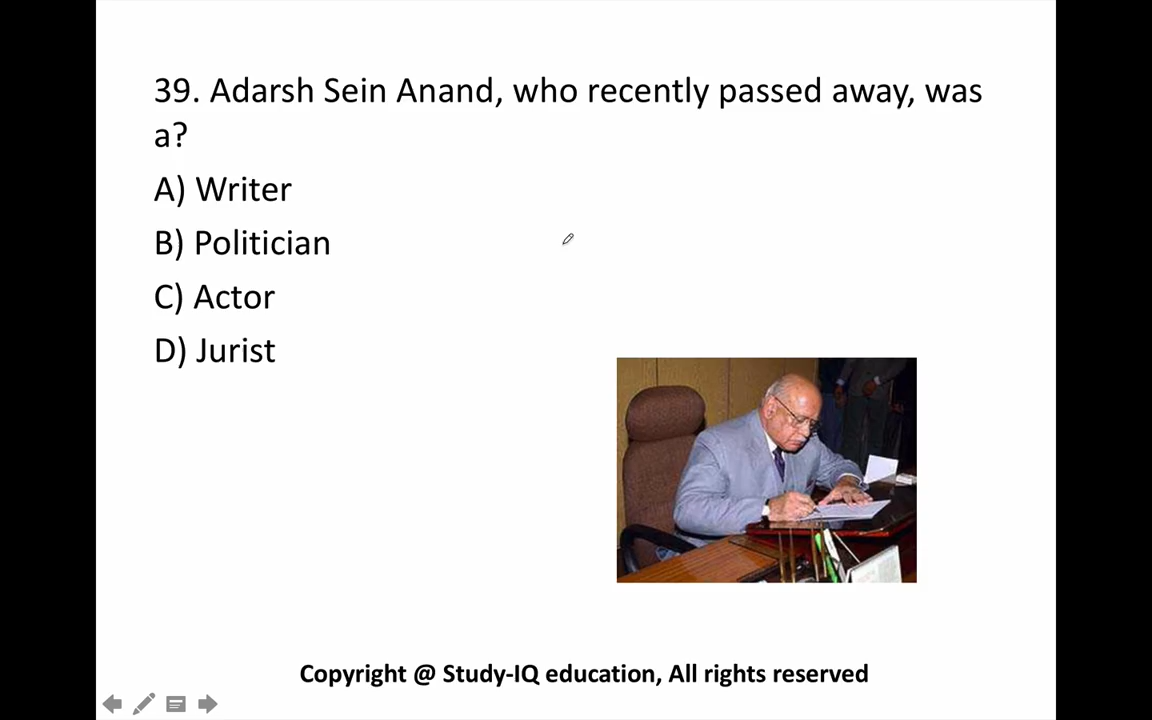 39. Adarsh Sein Anand, who recently passed away, was
a?
A) Writer
B) Politician
C) Actor
D) Jurist
Copyright @ Study-IQ education, All rights reserved